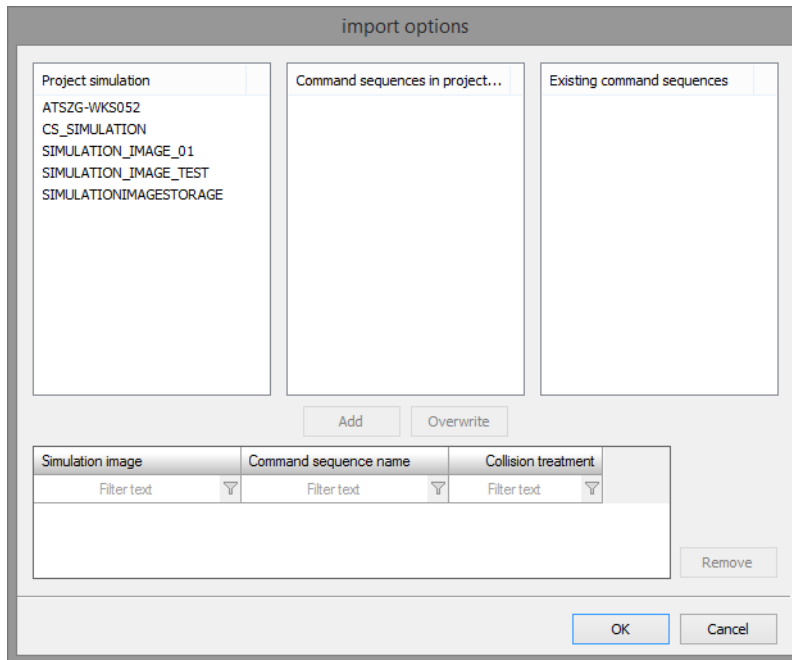 import options
Project simulation
Command sequences in project...
Existing command sequences
ATSZG-WKS052
CS_SIMULATION
SIMULATION_IMAGE_01
SIMULATION_IMAGE_TEST
SIMULATIONIMAGESTORAGE
Add
Overwrite
Simulation image
Command sequence name
Collision treatment
Filter text
Filter text
Filter text
Remove
OK
Cancel